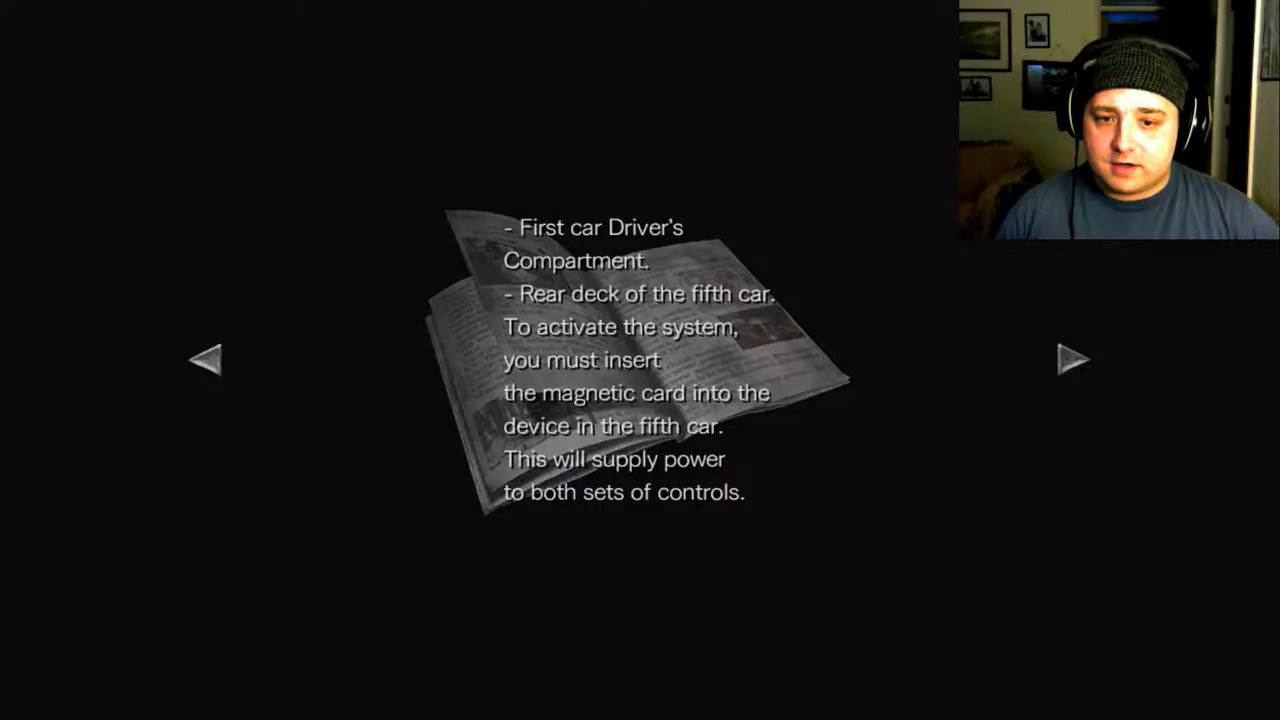 - First car Driver's
Compartment.
- Rear deck of the fifth car.
To activate the system,
you must insert
the magnetic card into the
device in the fifth car.
This will supply power
to both sets of controls.